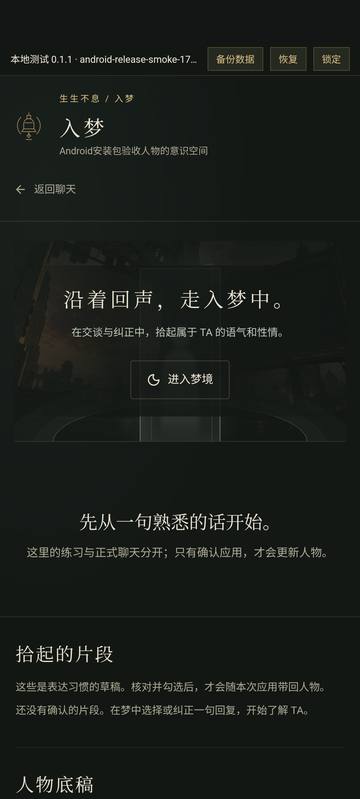 本地测试 0.1.1 · android-release-smoke-17...
备份数据
恢复
锁定
生生不息 / 入梦
入梦
Android安装包验收人物的意识空间
返回聊天
沿着回声，走入梦中。
在交谈与纠正中，拾起属于 TA 的语气和性情。
进入梦境
先从一句熟悉的话开始。
这里的练习与正式聊天分开；只有确认应用，才会更新人物。
拾起的片段
这些是表达习惯的草稿。核对并勾选后，才会随本次应用带回人物。
还没有确认的片段。在梦中选择或纠正一句回复，开始了解 TA。
人物底稿